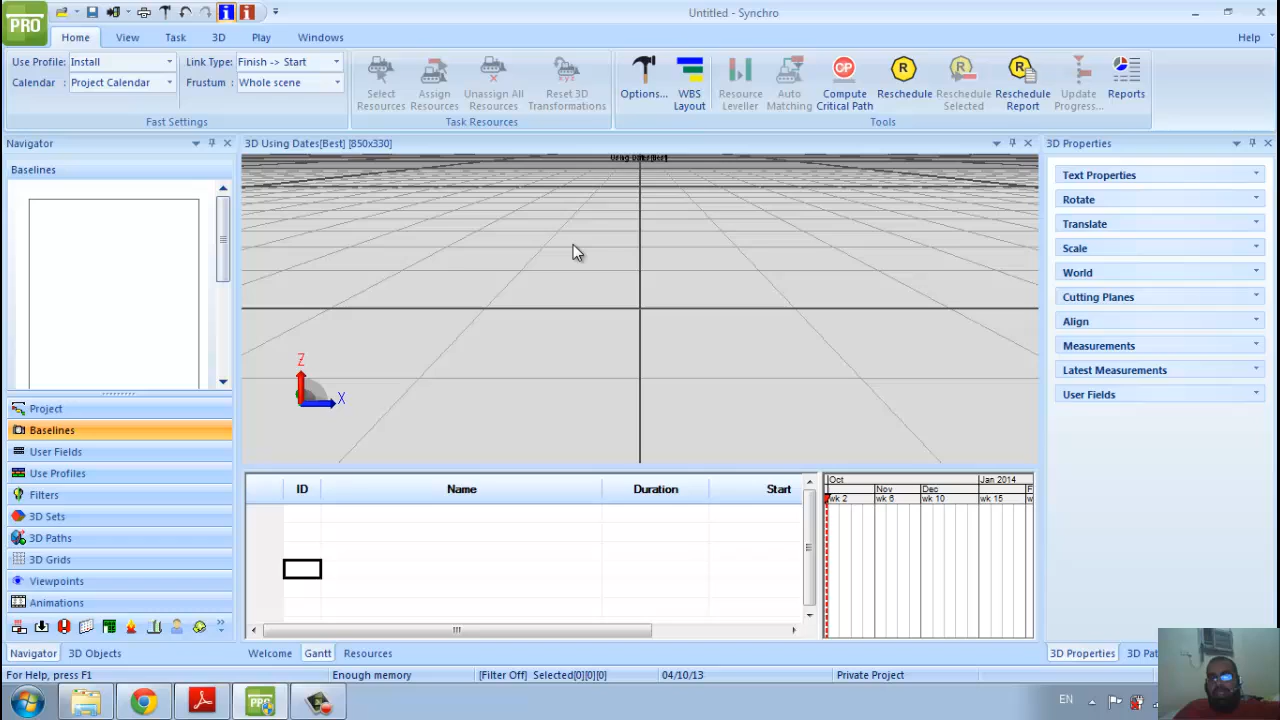 PRO
Untitled - Synchro
Home View Task 3D Play Windows Help
Use Profile: Install Link Type: Finish -> Start
Calendar : Project Calendar Frustum : Whole scene
Fast Settings
Select Resources Assign Resources Unassign All Resources Reset 3D Transformations
Task Resources
Options... WBS Layout Resource Leveller Auto Matching Compute Critical Path Reschedule Reschedule Selected Reschedule Report Update Progress... Reports
Tools
Navigator
Baselines
Project
Baselines
User Fields
Use Profiles
Filters
3D Sets
3D Paths
3D Grids
Viewpoints
Animations
Navigator 3D Objects
3D Using Dates[Best] [850x330]
Using Dates[Best]
Z
X
ID Name Duration Start
Oct Jan 2014
Nov Dec
wk 2 wk 6 wk 10 wk 15
Welcome Gantt Resources
3D Properties
Text Properties
Rotate
Translate
Scale
World
Cutting Planes
Align
Measurements
Latest Measurements
User Fields
3D Properties 3D Pa
For Help, press F1 Enough memory [Filter Off] Selected[0][0][0] 04/10/13 Private Project
PRO
EN